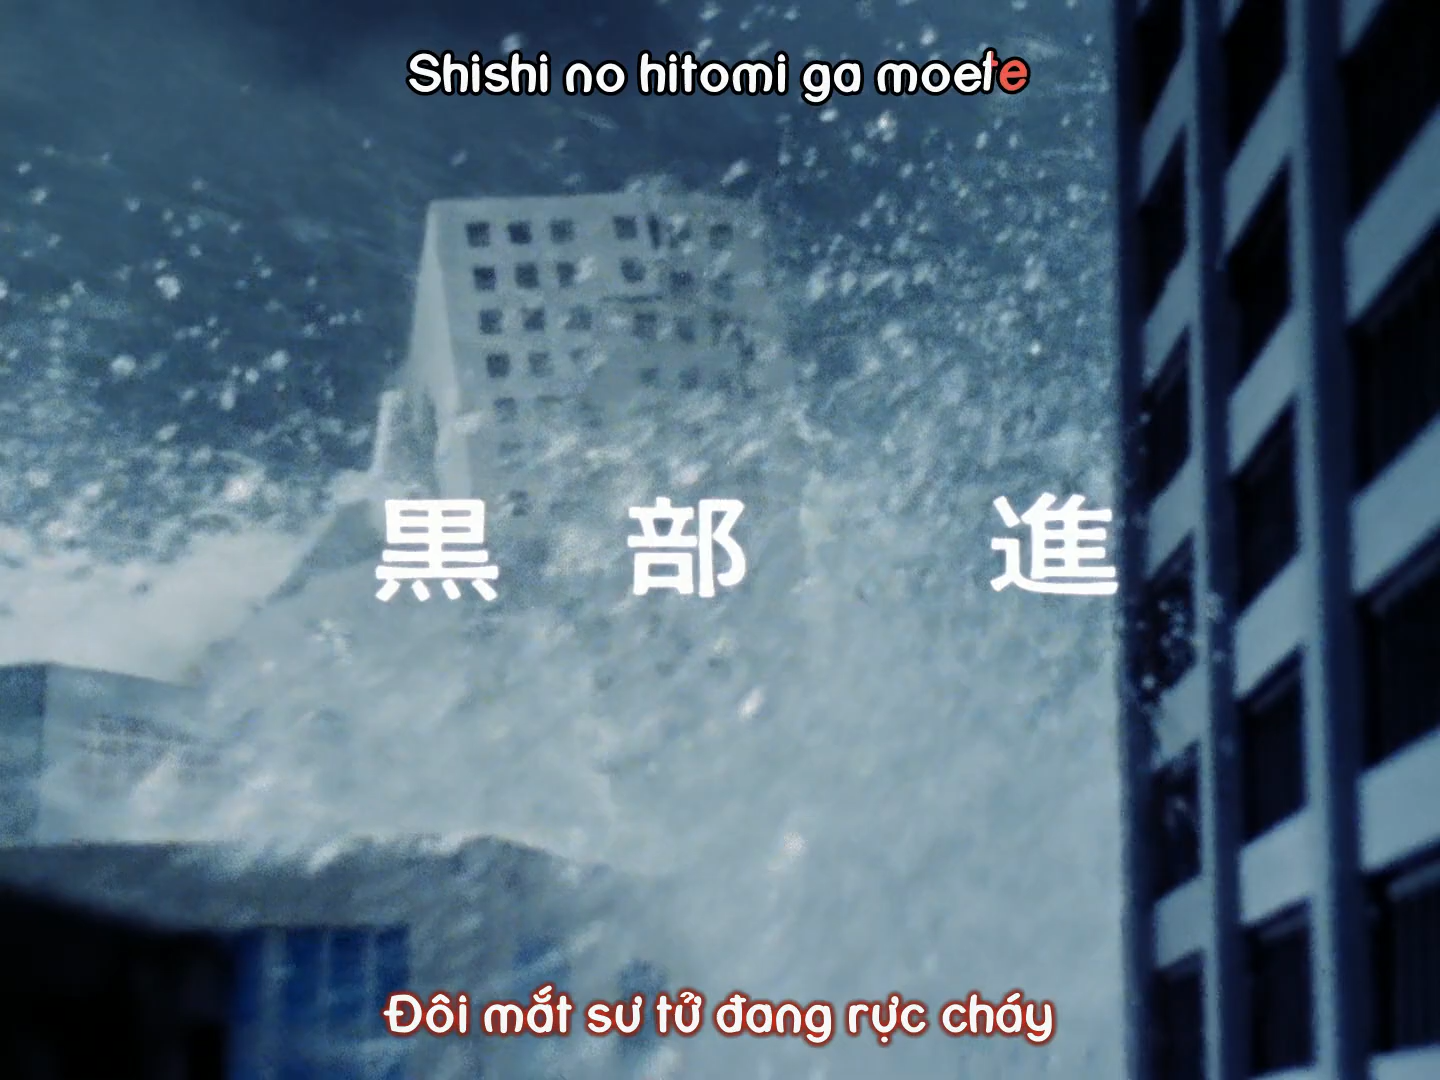 Shishi no hitomi ga moete
黒部 進
Đôi mắt sư tử đang rực cháy